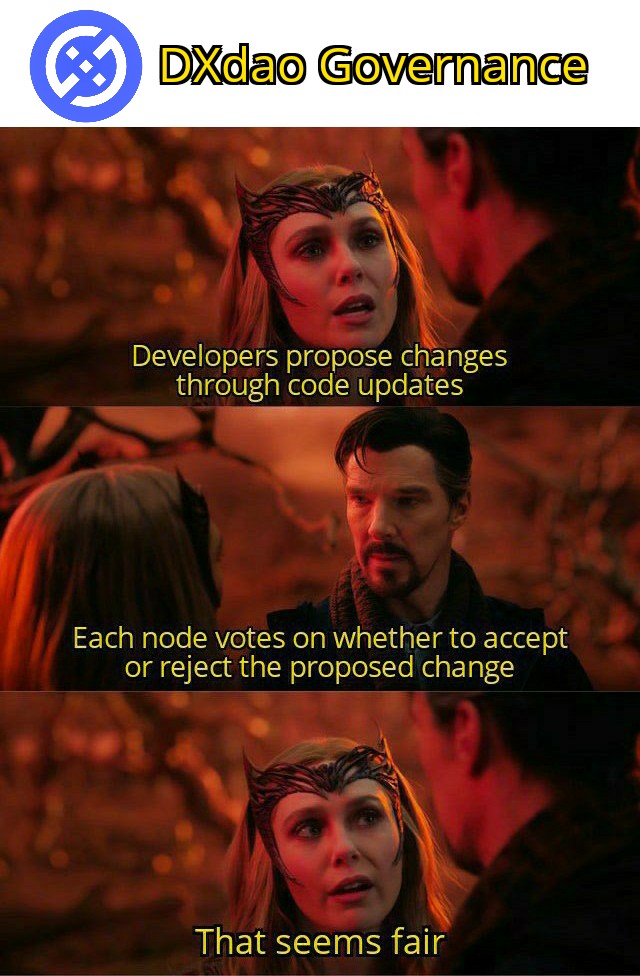 DXdao Governance
Developers propose changes
through code updates
Each node votes on whether to accept
or reject the proposed change
That seems fair